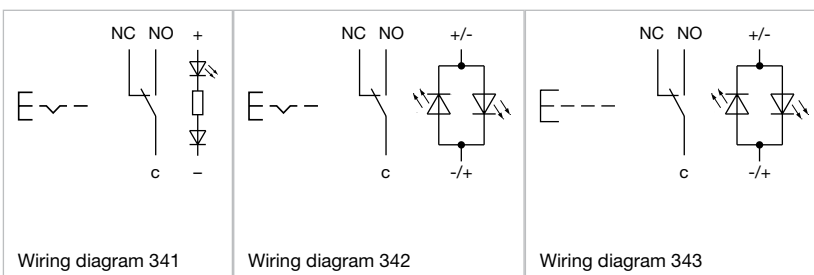 NC NO +
c –
Wiring diagram 341
NC NO +/-
c -/+
Wiring diagram 342
NC NO +/-
c -/+
Wiring diagram 343